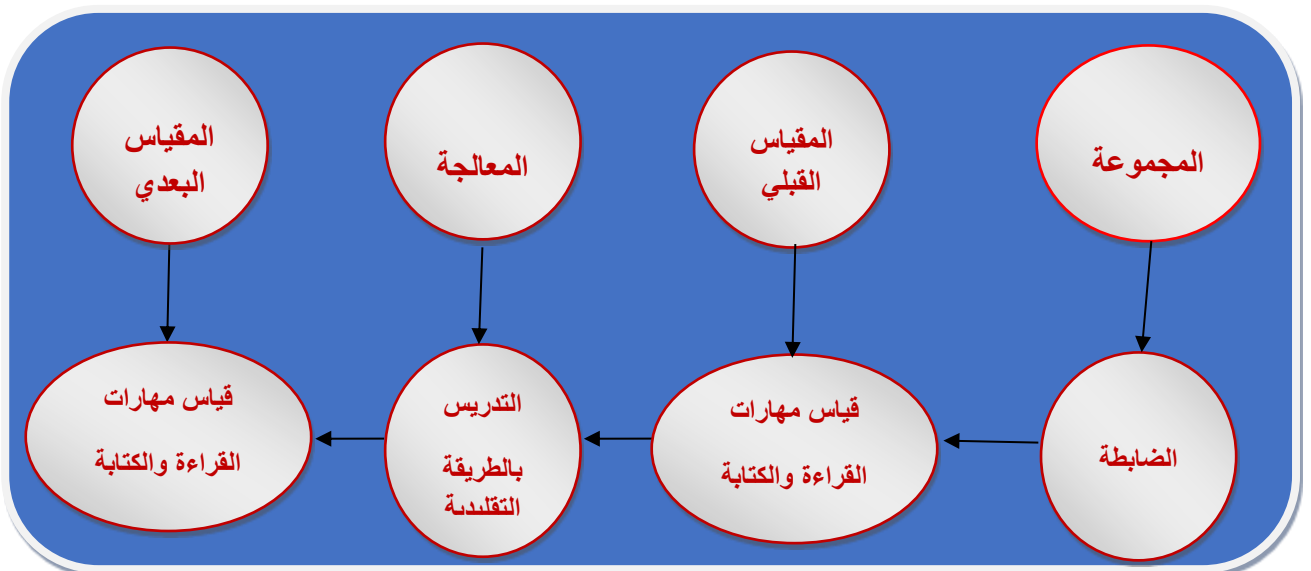 المجموعة
المقياس
القبلي
المعالجة
المقياس
البعدي
الضابطة
قياس مهارات
القراءة والكتابة
التدريس
بالطريقة
التقليدية
قياس مهارات
القراءة والكتابة